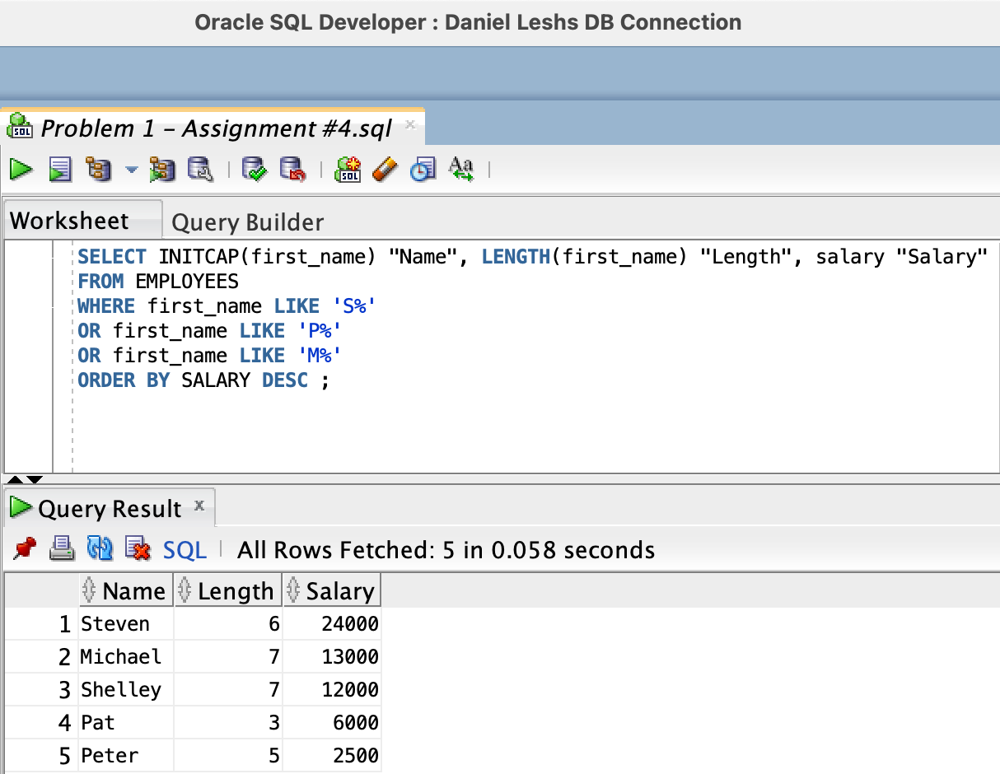 Oracle SQL Developer : Daniel Leshs DB Connection
Problem 1 – Assignment #4.sql
Worksheet Query Builder
SELECT INITCAP(first_name) "Name", LENGTH(first_name) "Length", salary "Salary"
FROM EMPLOYEES
WHERE first_name LIKE 'S%'
OR first_name LIKE 'P%'
OR first_name LIKE 'M%'
ORDER BY SALARY DESC ;
Query Result
SQL All Rows Fetched: 5 in 0.058 seconds
Name Length Salary
1 Steven 6 24000
2 Michael 7 13000
3 Shelley 7 12000
4 Pat 3 6000
5 Peter 5 2500